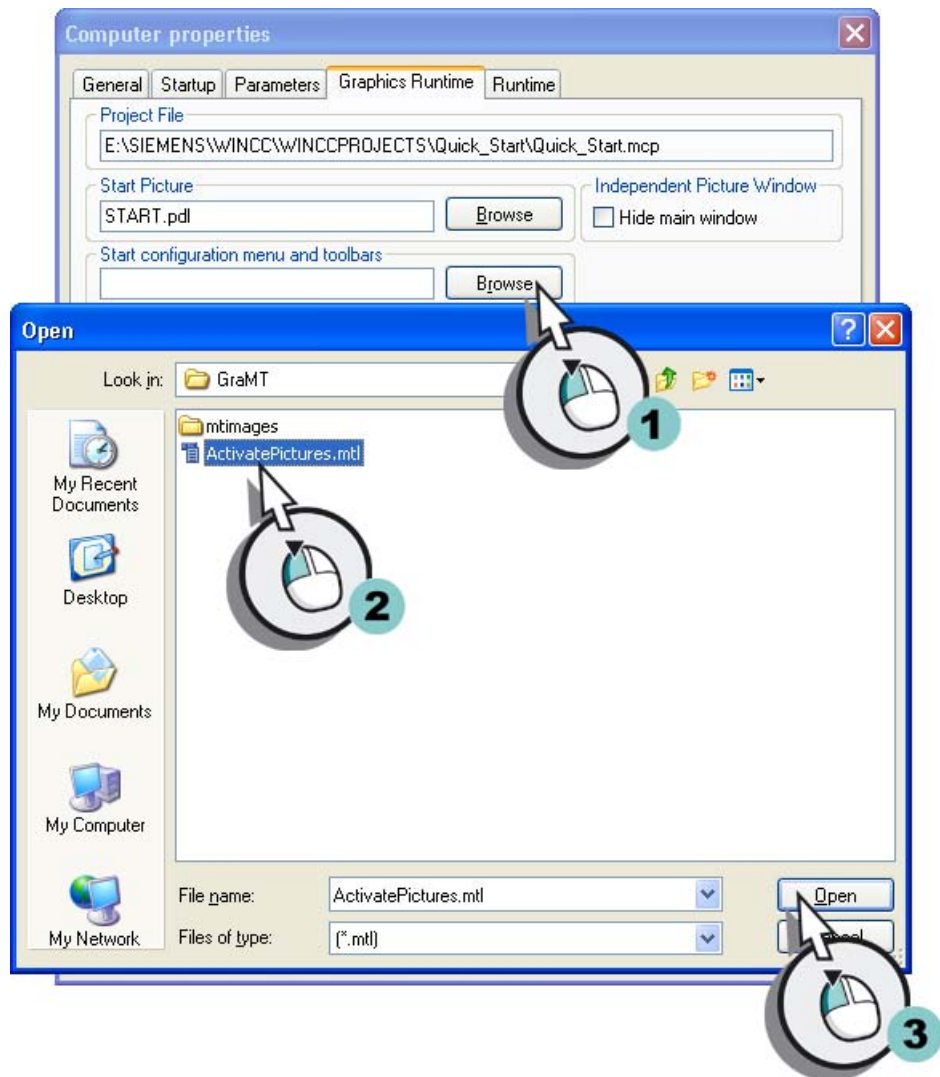 Computer properties
General Startup Parameters Graphics Runtime Runtime
Project File
E:\SIEMENS\WINCC\WINCCPROJECTS\Quick_Start\Quick_Start.mcp
Start Picture Independent Picture Window
START.pdl Browse Hide main window
Start configuration menu and toolbars
Browse
Open
Look in: GraMT
1
mtimages
ActivatePictures.mtl
2
My Recent
Documents
Desktop
My Documents
My Computer
My Network
File name: ActivatePictures.mtl Open
Files of type: (*.mtl)
3